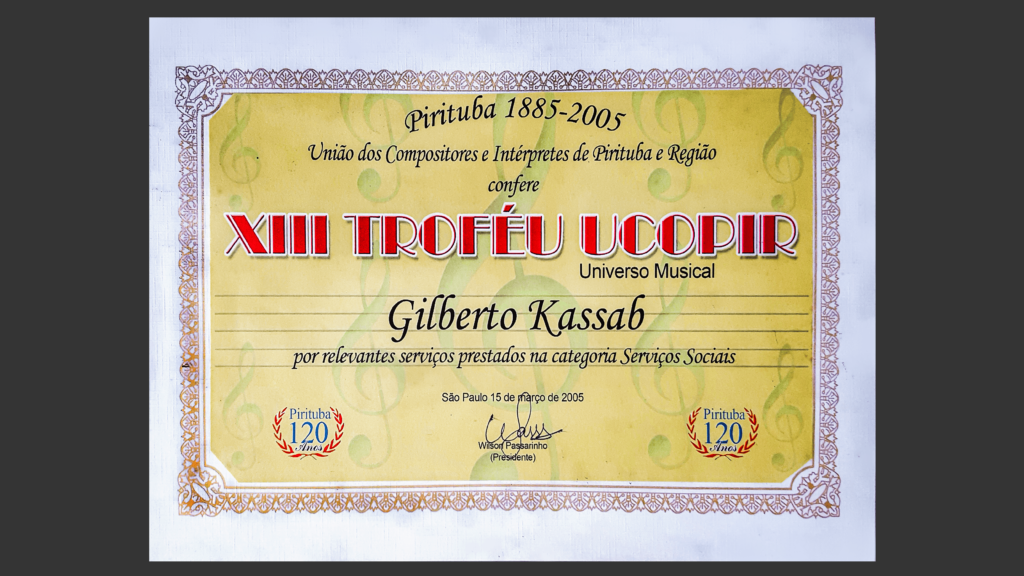 Pirituba 1885-2005
União dos Compositores e Intérpretes de Pirituba e Região
confere
XIII TROFÉU UCOPIR
Universo Musical
Gilberto Kassab
por relevantes serviços prestados na categoria Serviços Sociais
São Paulo 15 de março de 2005
Wilson Passarinho
(Presidente)
Pirituba
120
Anos
Pirituba
120
Anos